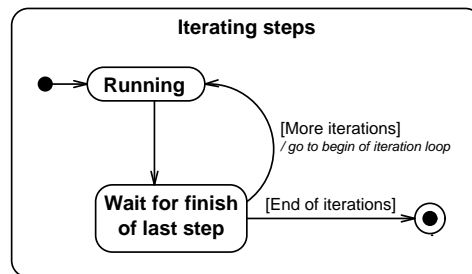 Iterating steps
Running
[More iterations]
/ go to begin of iteration loop
Wait for finish
of last step
[End of iterations]